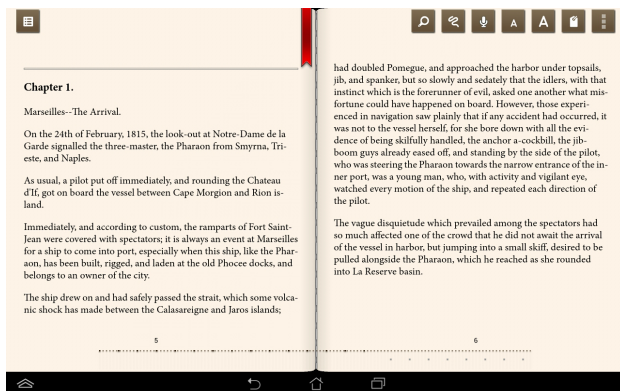 A
A
Chapter 1.
Marseilles--The Arrival.
On the 24th of February, 1815, the look-out at Notre-Dame de la
Garde signalled the three-master, the Pharaon from Smyrna, Tri-
este, and Naples.
As usual, a pilot put off immediately, and rounding the Chateau
d'If, got on board the vessel between Cape Morgion and Rion is-
land.
Immediately, and according to custom, the ramparts of Fort Saint-
Jean were covered with spectators; it is always an event at Marseilles
for a ship to come into port, especially when this ship, like the Phar-
aon, has been built, rigged, and laden at the old Phocee docks, and
belongs to an owner of the city.
The ship drew on and had safely passed the strait, which some volca-
nic shock has made between the Calasareigne and Jaros islands;
5
had doubled Pomegue, and approached the harbor under topsails,
jib, and spanker, but so slowly and sedately that the idlers, with that
instinct which is the forerunner of evil, asked one another what mis-
fortune could have happened on board. However, those experi-
enced in navigation saw plainly that if any accident had occurred, it
was not to the vessel herself, for she bore down with all the evi-
dence of being skilfully handled, the anchor a-cockbill, the jib-
boom guys already eased off, and standing by the side of the pilot,
who was steering the Pharaon towards the narrow entrance of the in-
ner port, was a young man, who, with activity and vigilant eye,
watched every motion of the ship, and repeated each direction of
the pilot.
The vague disquietude which prevailed among the spectators had
so much affected one of the crowd that he did not await the arrival
of the vessel in harbor, but jumping into a small skiff, desired to be
pulled alongside the Pharaon, which he reached as she rounded
into La Reserve basin.
6